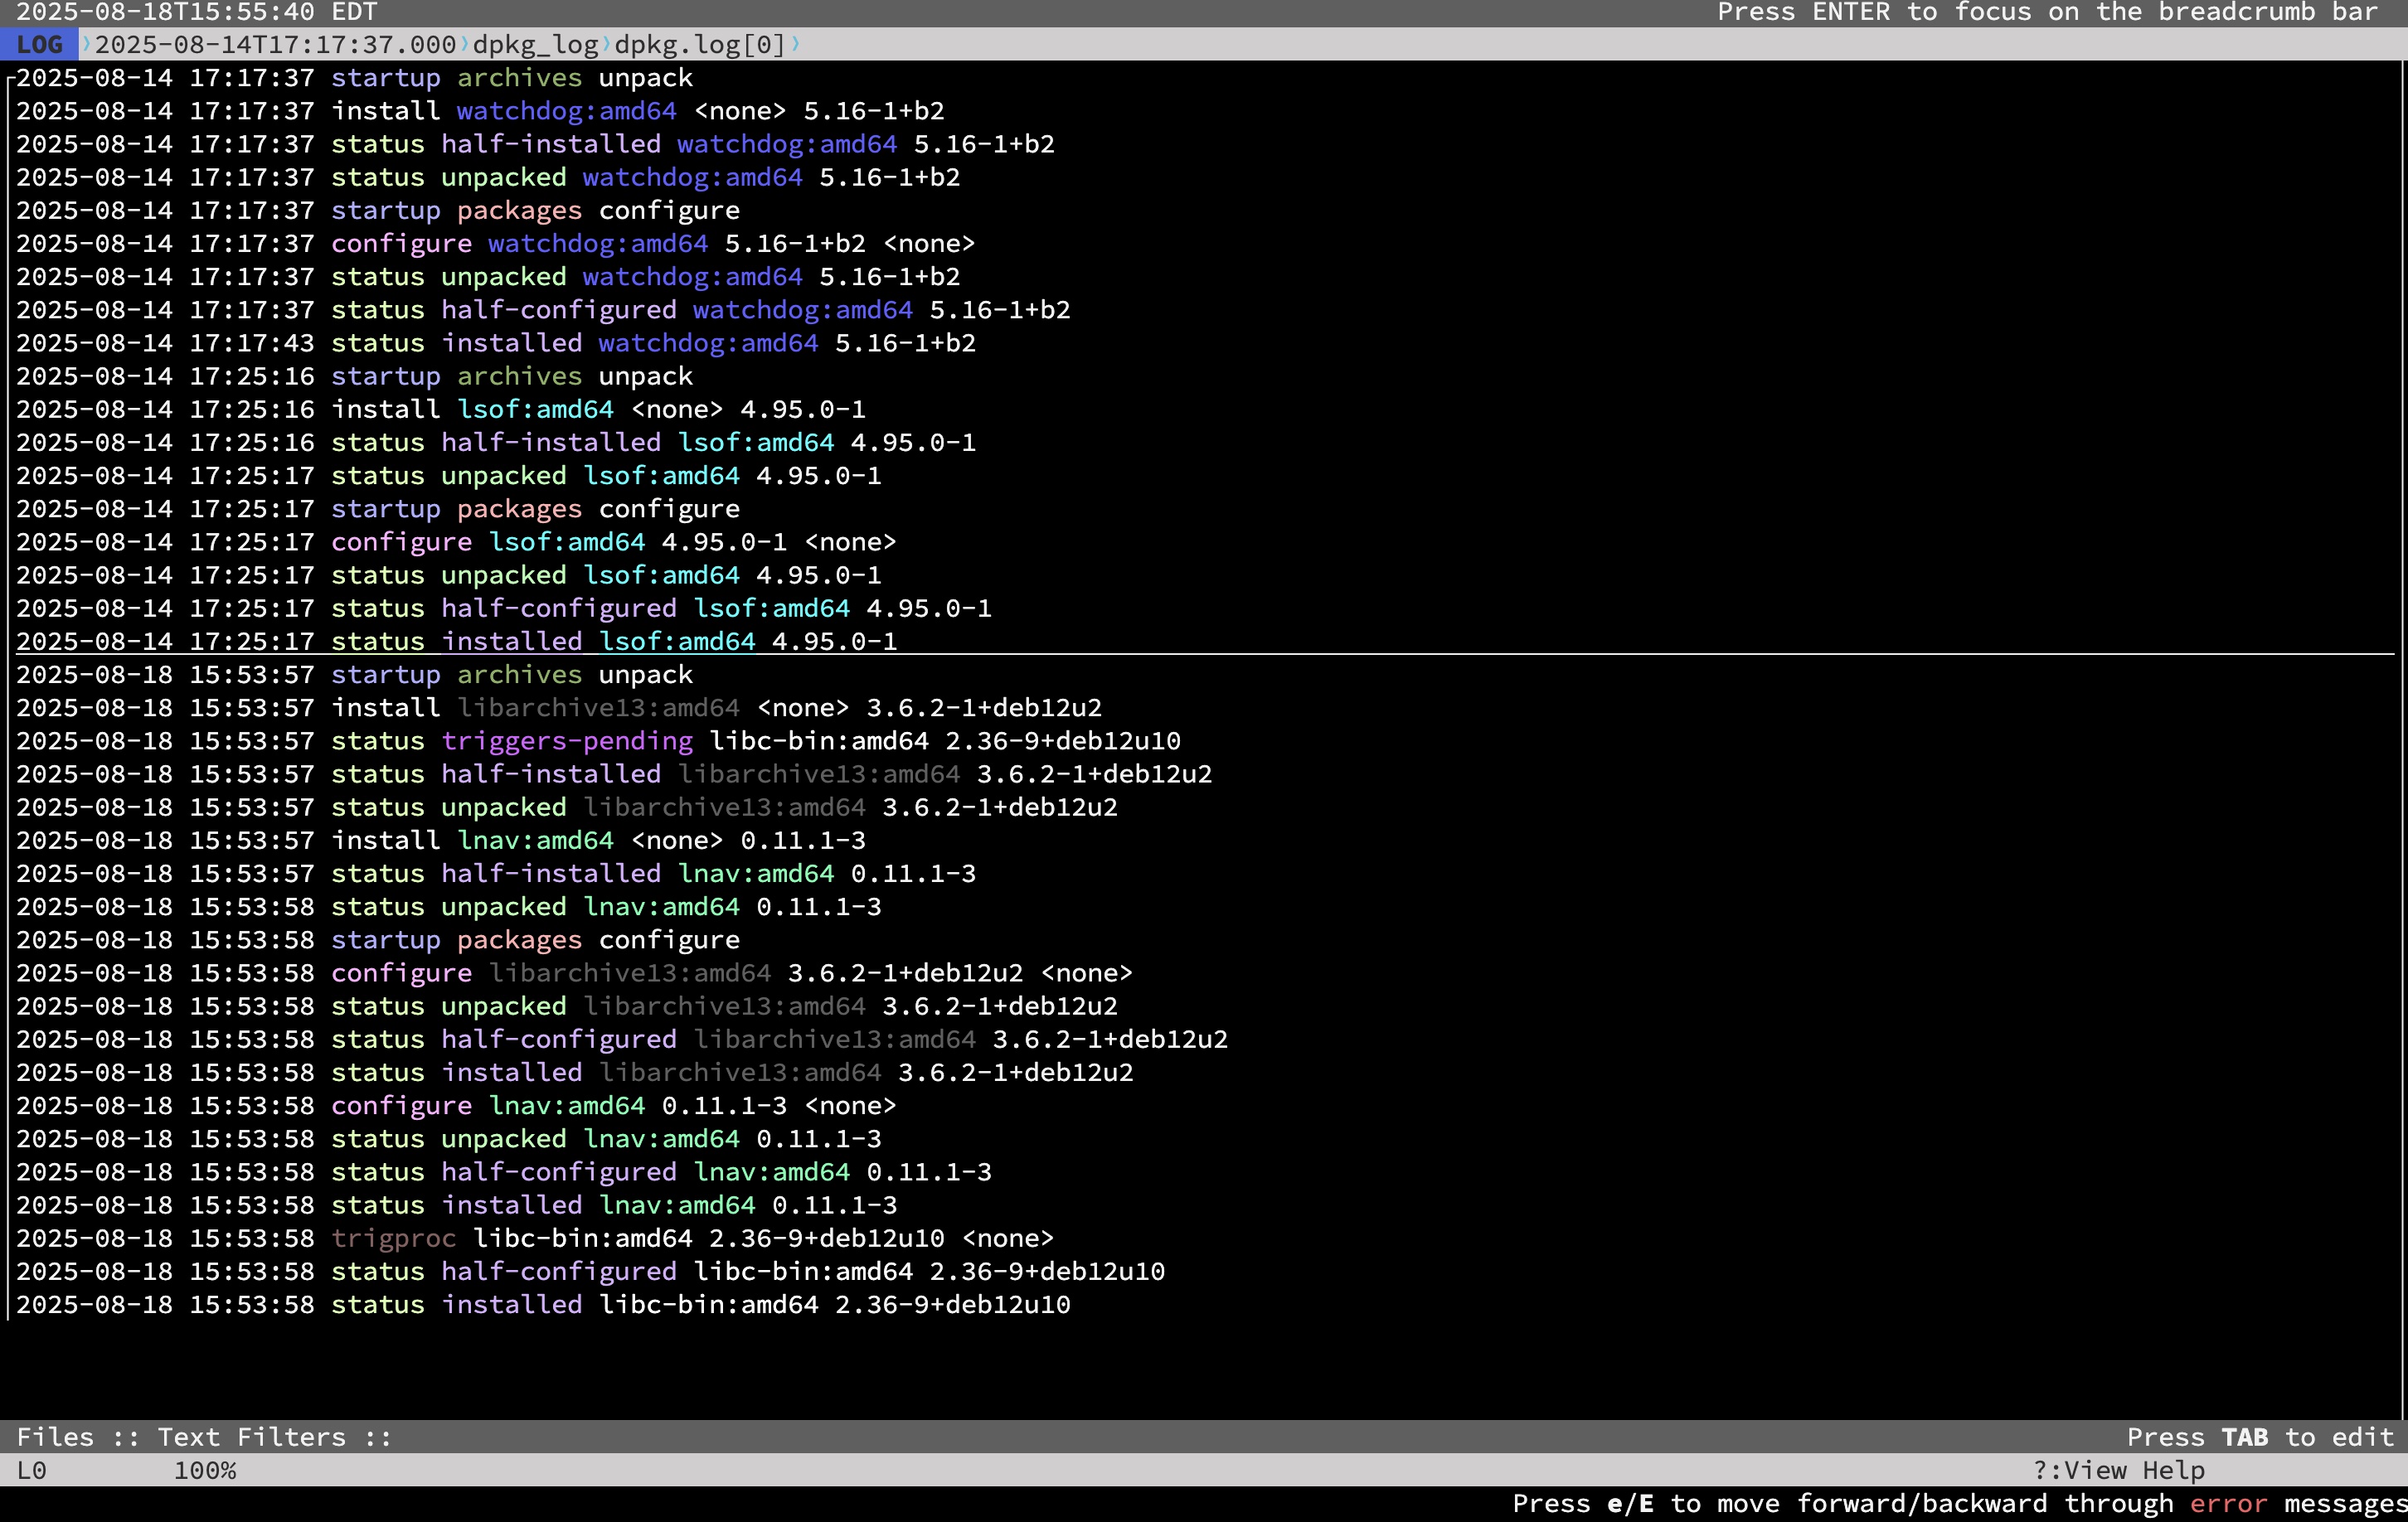 2025-08-18T15:55:40 EDT Press ENTER to focus on the breadcrumb bar
LOG ⟩2025-08-14T17:17:37.000⟩dpkg_log⟩dpkg.log[0]⟩
2025-08-14 17:17:37 startup archives unpack
2025-08-14 17:17:37 install watchdog:amd64 <none> 5.16-1+b2
2025-08-14 17:17:37 status half-installed watchdog:amd64 5.16-1+b2
2025-08-14 17:17:37 status unpacked watchdog:amd64 5.16-1+b2
2025-08-14 17:17:37 startup packages configure
2025-08-14 17:17:37 configure watchdog:amd64 5.16-1+b2 <none>
2025-08-14 17:17:37 status unpacked watchdog:amd64 5.16-1+b2
2025-08-14 17:17:37 status half-configured watchdog:amd64 5.16-1+b2
2025-08-14 17:17:43 status installed watchdog:amd64 5.16-1+b2
2025-08-14 17:25:16 startup archives unpack
2025-08-14 17:25:16 install lsof:amd64 <none> 4.95.0-1
2025-08-14 17:25:16 status half-installed lsof:amd64 4.95.0-1
2025-08-14 17:25:17 status unpacked lsof:amd64 4.95.0-1
2025-08-14 17:25:17 startup packages configure
2025-08-14 17:25:17 configure lsof:amd64 4.95.0-1 <none>
2025-08-14 17:25:17 status unpacked lsof:amd64 4.95.0-1
2025-08-14 17:25:17 status half-configured lsof:amd64 4.95.0-1
2025-08-14 17:25:17 status installed lsof:amd64 4.95.0-1
2025-08-18 15:53:57 startup archives unpack
2025-08-18 15:53:57 install libarchive13:amd64 <none> 3.6.2-1+deb12u2
2025-08-18 15:53:57 status triggers-pending libc-bin:amd64 2.36-9+deb12u10
2025-08-18 15:53:57 status half-installed libarchive13:amd64 3.6.2-1+deb12u2
2025-08-18 15:53:57 status unpacked libarchive13:amd64 3.6.2-1+deb12u2
2025-08-18 15:53:57 install lnav:amd64 <none> 0.11.1-3
2025-08-18 15:53:57 status half-installed lnav:amd64 0.11.1-3
2025-08-18 15:53:58 status unpacked lnav:amd64 0.11.1-3
2025-08-18 15:53:58 startup packages configure
2025-08-18 15:53:58 configure libarchive13:amd64 3.6.2-1+deb12u2 <none>
2025-08-18 15:53:58 status unpacked libarchive13:amd64 3.6.2-1+deb12u2
2025-08-18 15:53:58 status half-configured libarchive13:amd64 3.6.2-1+deb12u2
2025-08-18 15:53:58 status installed libarchive13:amd64 3.6.2-1+deb12u2
2025-08-18 15:53:58 configure lnav:amd64 0.11.1-3 <none>
2025-08-18 15:53:58 status unpacked lnav:amd64 0.11.1-3
2025-08-18 15:53:58 status half-configured lnav:amd64 0.11.1-3
2025-08-18 15:53:58 status installed lnav:amd64 0.11.1-3
2025-08-18 15:53:58 trigproc libc-bin:amd64 2.36-9+deb12u10 <none>
2025-08-18 15:53:58 status half-configured libc-bin:amd64 2.36-9+deb12u10
2025-08-18 15:53:58 status installed libc-bin:amd64 2.36-9+deb12u10
Files :: Text Filters :: Press TAB to edit
L0 100% ?:View Help
Press e/E to move forward/backward through error messages